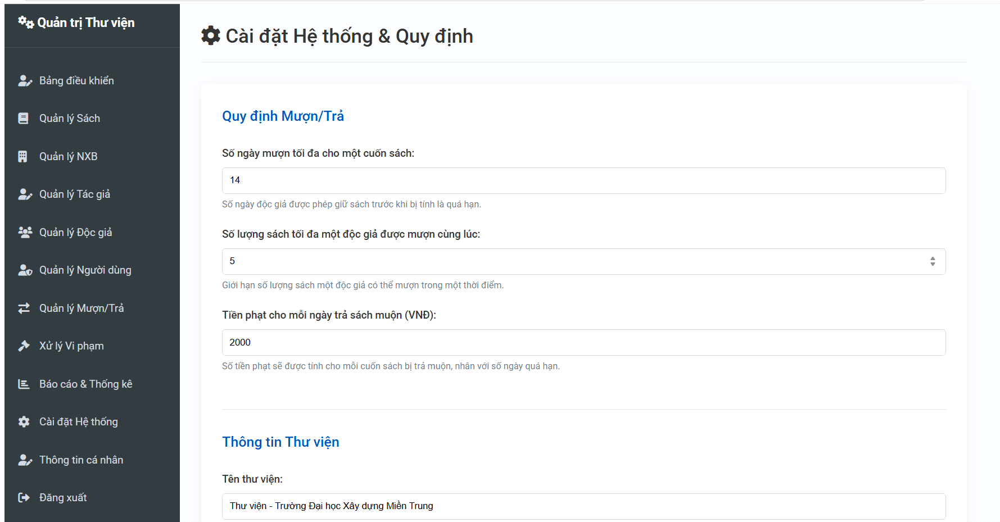 Quản trị Thư viện
Bảng điều khiển
Quản lý Sách
Quản lý NXB
Quản lý Tác giả
Quản lý Độc giả
Quản lý Người dùng
Quản lý Mượn/Trả
Xử lý Vi phạm
Báo cáo & Thống kê
Cài đặt Hệ thống
Thông tin cá nhân
Đăng xuất
Cài đặt Hệ thống & Quy định
Quy định Mượn/Trả
Số ngày mượn tối đa cho một cuốn sách:
14
Số ngày độc giả được phép giữ sách trước khi bị tính là quá hạn.
Số lượng sách tối đa một độc giả được mượn cùng lúc:
5
Giới hạn số lượng sách một độc giả có thể mượn trong một thời điểm.
Tiền phạt cho mỗi ngày trả sách muộn (VNĐ):
2000
Số tiền phạt sẽ được tính cho mỗi cuốn sách bị trả muộn, nhân với số ngày quá hạn.
Thông tin Thư viện
Tên thư viện:
Thư viện - Trường Đại học Xây dựng Miền Trung